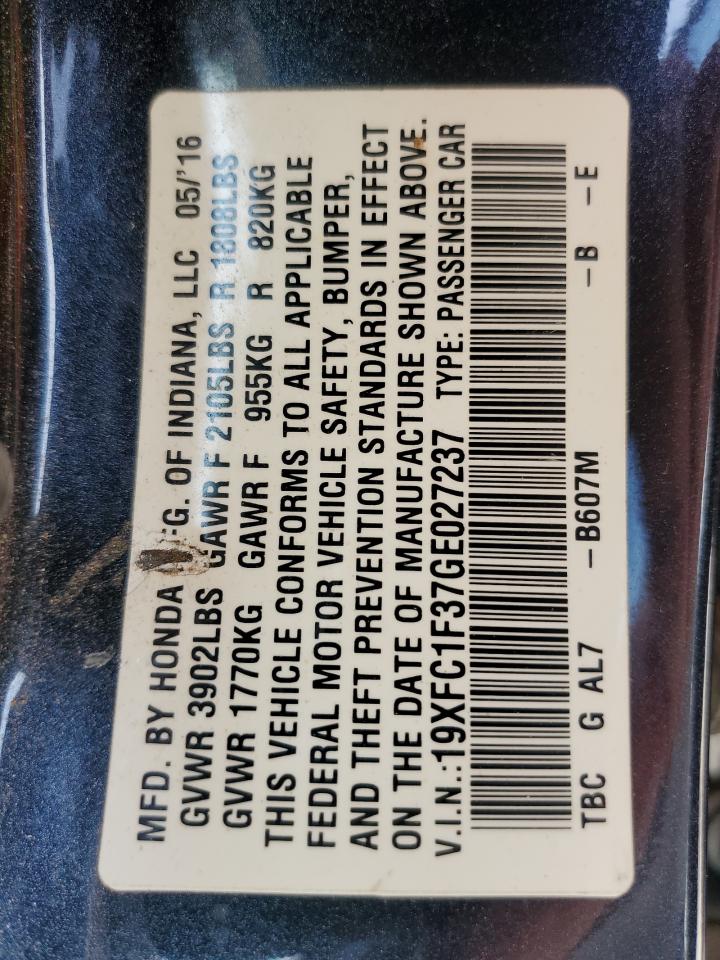 MFD. BY HONDA FG. OF INDIANA, LLC 05/'16
GVWR 3902LBS GAWR F 2105LBS R 1808LBS
GVWR 1770KG GAWR F 955KG R 820KG
THIS VEHICLE CONFORMS TO ALL APPLICABLE
FEDERAL MOTOR VEHICLE SAFETY, BUMPER,
AND THEFT PREVENTION STANDARDS IN EFFECT
ON THE DATE OF MANUFACTURE SHOWN ABOVE.
V.I.N.:19XFC1F37GE027237 TYPE: PASSENGER CAR
TBC G AL7 -B607M -B -E